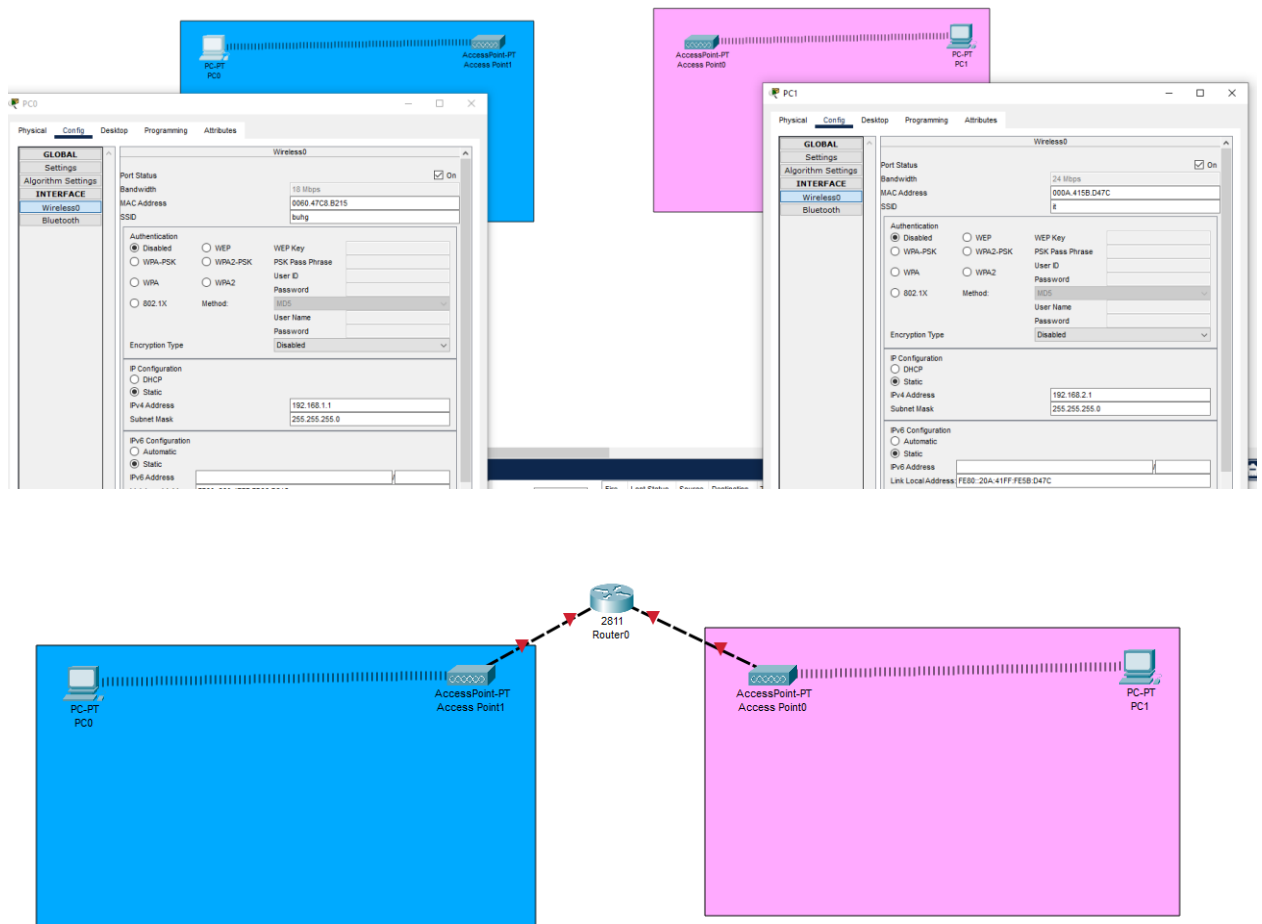 PC-PT
PC0
AccessPoint-PT
Access Point1
AccessPoint-PT
Access Point0
PC-PT
PC1
PC0
Physical Config Desktop Programming Attributes
GLOBAL
Settings
Algorithm Settings
INTERFACE
Wireless0
Bluetooth
Wireless0
Port Status On
Bandwidth 18 Mbps
MAC Address 0060.47C8.B215
SSID buhg
Authentication
Disabled WEP WEP Key
WPA-PSK WPA2-PSK PSK Pass Phrase
User ID
WPA WPA2 Password
802.1X Method: MD5
User Name
Password
Encryption Type Disabled
IP Configuration
DHCP
Static
IPv4 Address 192.168.1.1
Subnet Mask 255.255.255.0
IPv6 Configuration
Automatic
Static
IPv6 Address /
PC1
Physical Config Desktop Programming Attributes
GLOBAL
Settings
Algorithm Settings
INTERFACE
Wireless0
Bluetooth
Wireless0
Port Status On
Bandwidth 24 Mbps
MAC Address 000A.415B.D47C
SSID it
Authentication
Disabled WEP WEP Key
WPA-PSK WPA2-PSK PSK Pass Phrase
User ID
WPA WPA2 Password
802.1X Method: MD5
User Name
Password
Encryption Type Disabled
IP Configuration
DHCP
Static
IPv4 Address 192.168.2.1
Subnet Mask 255.255.255.0
IPv6 Configuration
Automatic
Static
IPv6 Address /
Link Local Address: FE80::20A:41FF:FE5B:D47C
2811
Router0
PC-PT
PC0
AccessPoint-PT
Access Point1
AccessPoint-PT
Access Point0
PC-PT
PC1